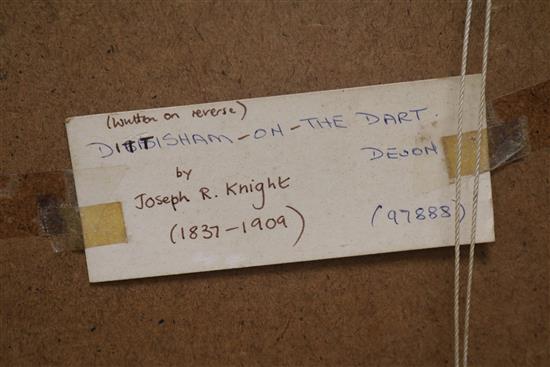 (Written on reverse)
DITTISHAM-ON-THE DART.
DEVON
by
Joseph R. Knight
(1837-1909)
(97888)